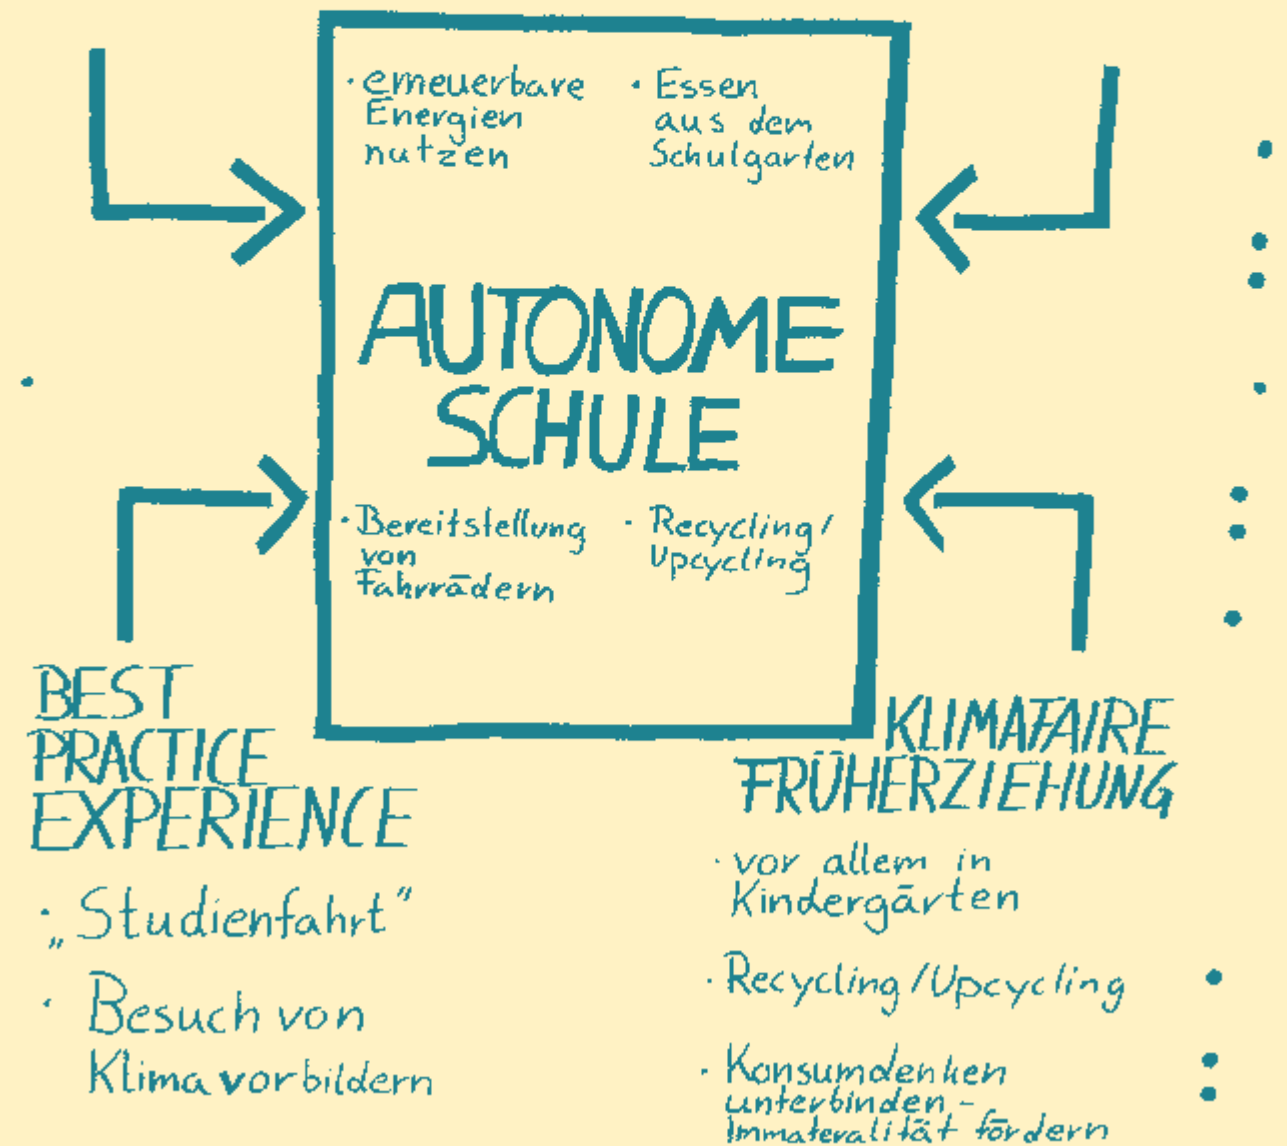 · erneuerbare
Energien
nutzen
· Essen
aus dem
Schulgarten
AUTONOME
SCHULE
· Bereitstellung
von
Fahrrädern
· Recycling/
Upcycling
BEST
PRACTICE
EXPERIENCE
· „Studienfahrt"
· Besuch von
Klimavorbildern
KLIMAFAIRE
FRÜHERZIEHUNG
· vor allem in
Kindergärten
· Recycling/Upcycling
· Konsumdenken
unterbinden -
Immateralität fördern